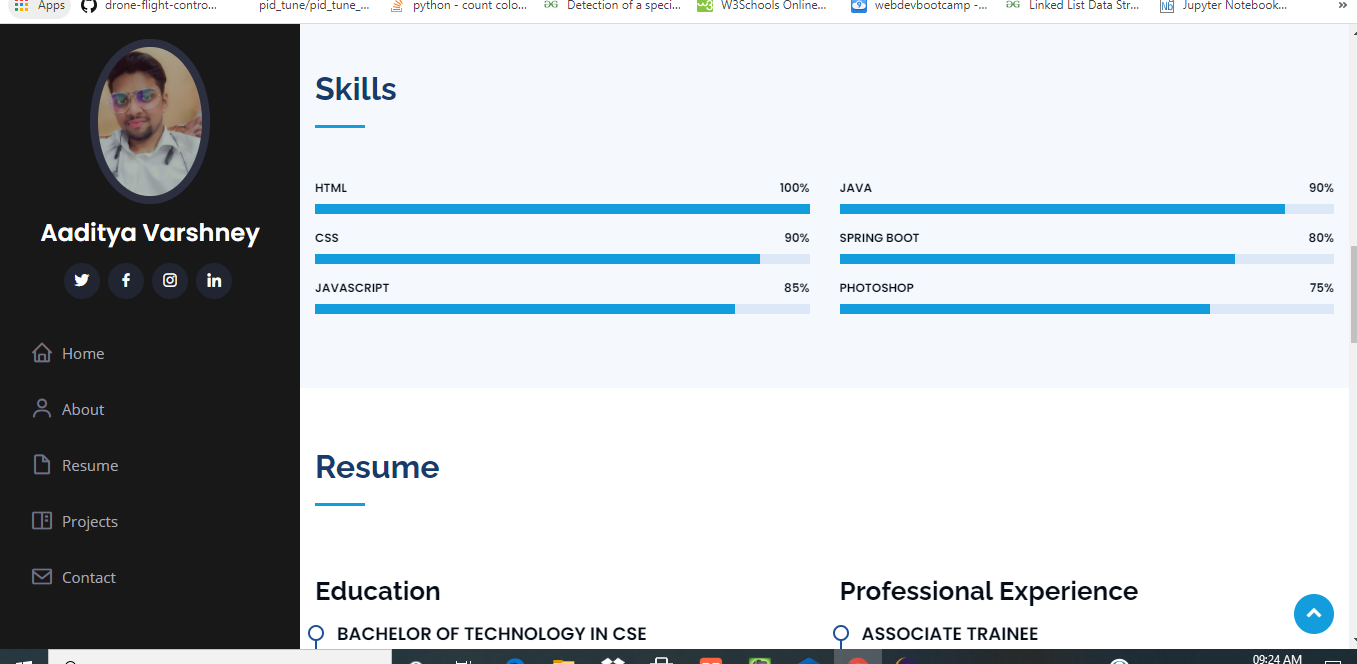 Apps
drone-flight-contro...
pid_tune/pid_tune_...
python - count colo...
Detection of a speci...
W3Schools Online...
webdevbootcamp -...
Linked List Data Str...
Jupyter Notebook...
»
Aaditya Varshney
Home
About
Resume
Projects
Contact
Skills
HTML 100%
CSS 90%
JAVASCRIPT 85%
JAVA 90%
SPRING BOOT 80%
PHOTOSHOP 75%
Resume
Education
BACHELOR OF TECHNOLOGY IN CSE
Professional Experience
ASSOCIATE TRAINEE
09:24 AM